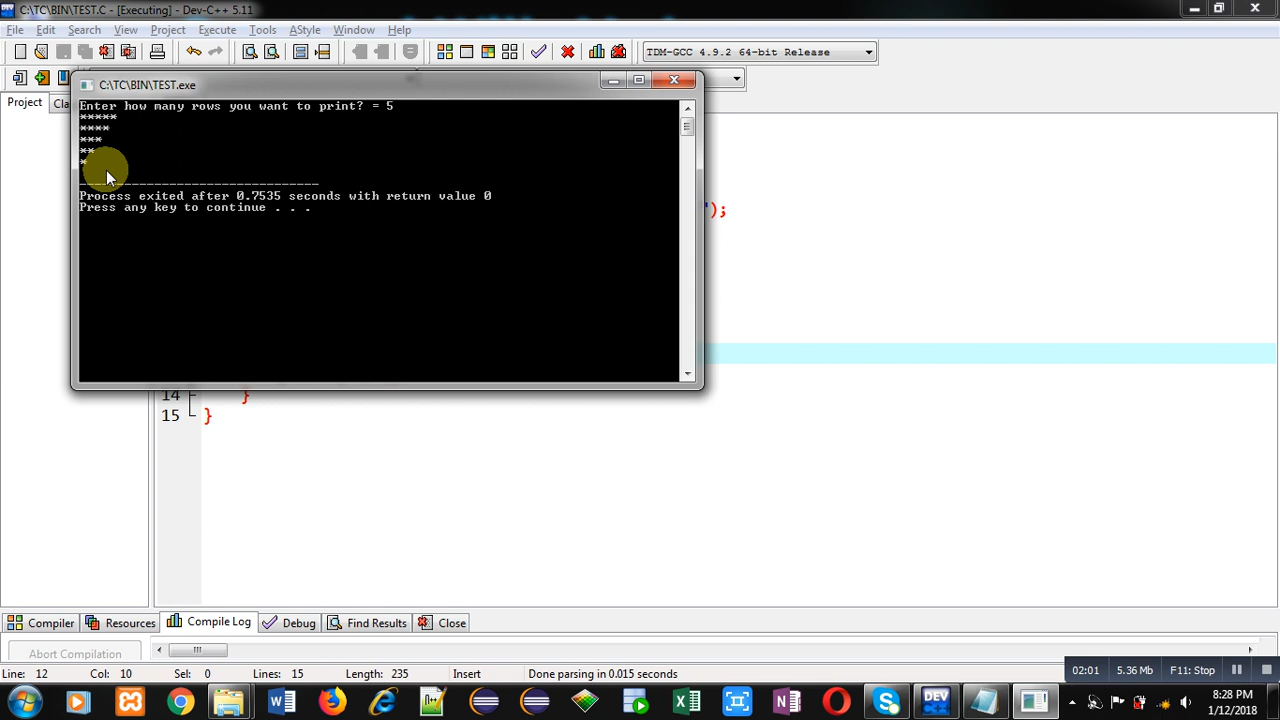 C:\TC\BIN\TEST.C - [Executing] - Dev-C++ 5.11
File Edit Search View Project Execute Tools AStyle Window Help
TDM-GCC 4.9.2 64-bit Release
C:\TC\BIN\TEST.exe
Project Cla
Enter how many rows you want to print? = 5
*****
****
***
**
*
--------------------------------
Process exited after 0.7535 seconds with return value 0
Press any key to continue . . .
");
14 }
15 }
Compiler Resources Compile Log Debug Find Results Close
Abort Compilation
Line: 12 Col: 10 Sel: 0 Lines: 15 Length: 235 Insert Done parsing in 0.015 seconds
02:01 5.36 Mb F11: Stop
8:28 PM
1/12/2018